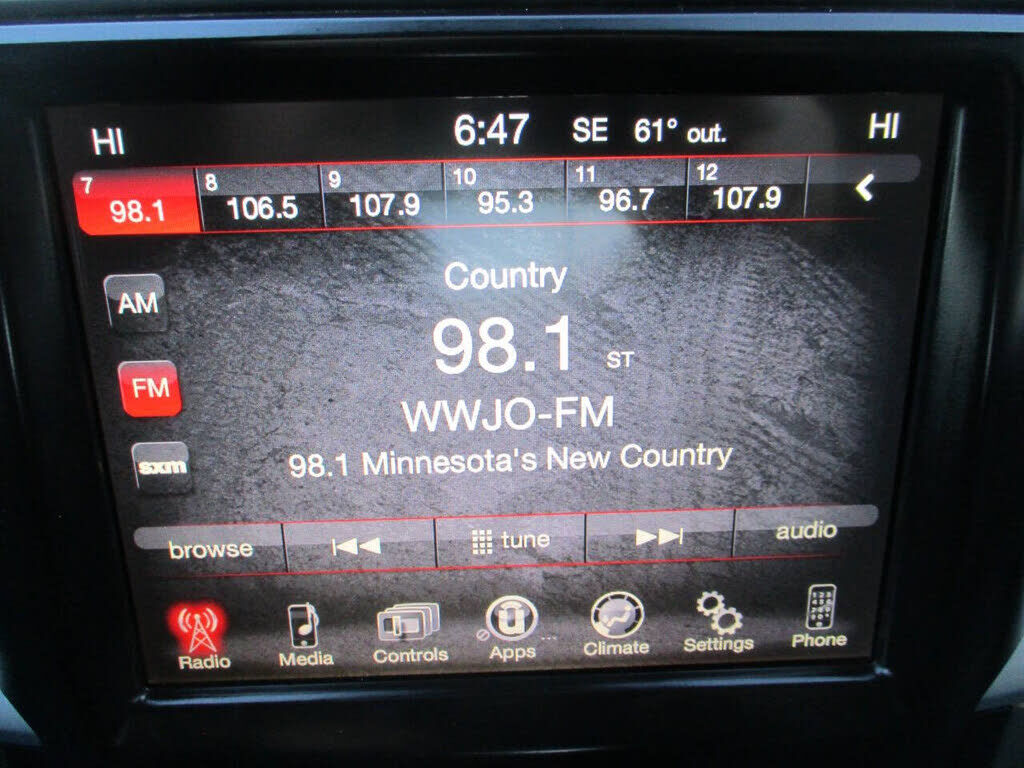 HI 6:47 SE 61° out. HI
7 98.1 8 106.5 9 107.9 10 95.3 11 96.7 12 107.9
Country
AM
98.1 ST
FM
WWJO-FM
sxm
98.1 Minnesota's New Country
browse tune audio
Radio Media Controls Apps Climate Settings Phone